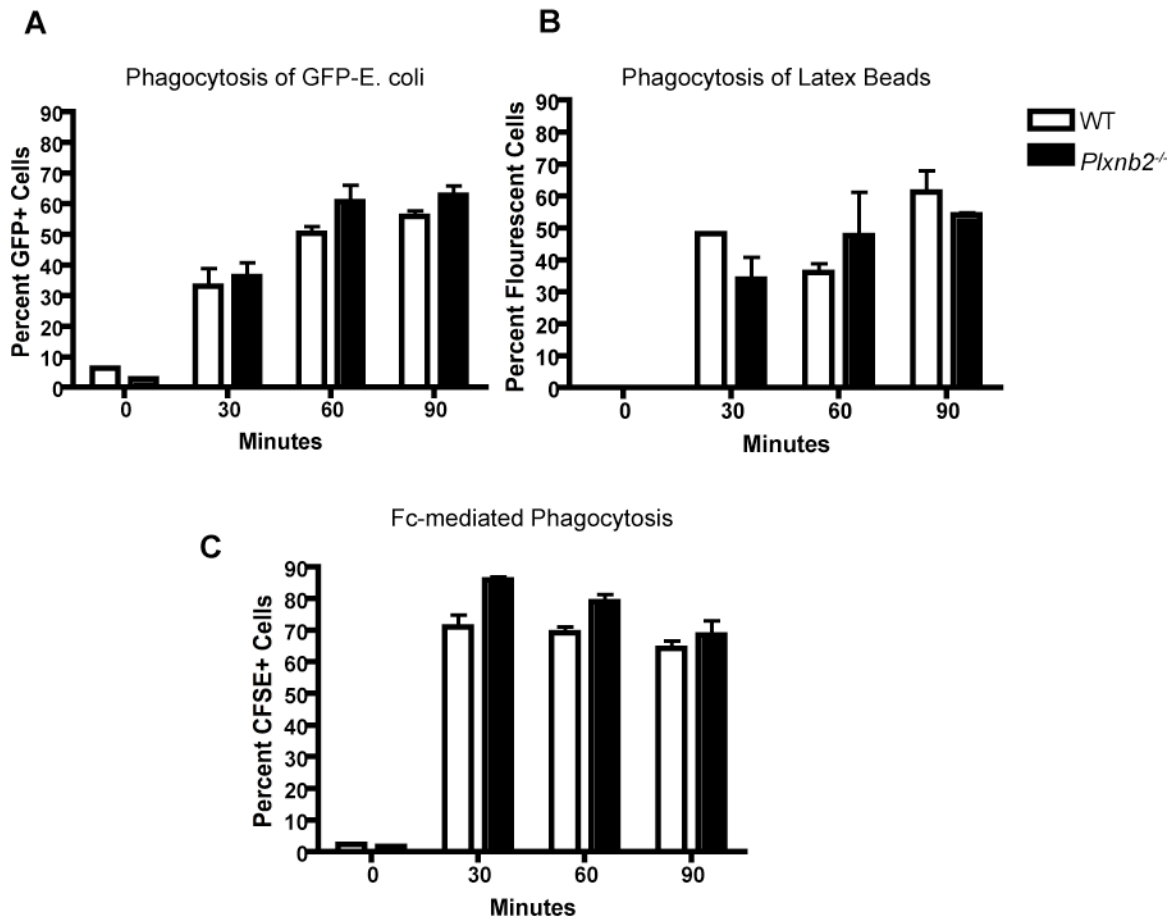 A
Phagocytosis of GFP-E. coli
90
80
70
60
50
40
30
20
10
0
Percent GFP+ Cells
0 30 60 90
Minutes
B
Phagocytosis of Latex Beads
90
80
70
60
50
40
30
20
10
0
Percent Flourescent Cells
0 30 60 90
Minutes
WT
Plxnb2-/-
C
Fc-mediated Phagocytosis
90
80
70
60
50
40
30
20
10
0
Percent CFSE+ Cells
0 30 60 90
Minutes